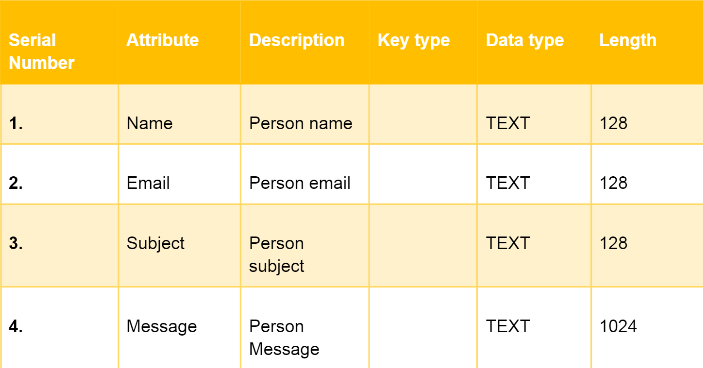 Serial Number Attribute Description Key type Data type Length
1. Name Person name TEXT 128
2. Email Person email TEXT 128
3. Subject Person subject TEXT 128
4. Message Person Message TEXT 1024